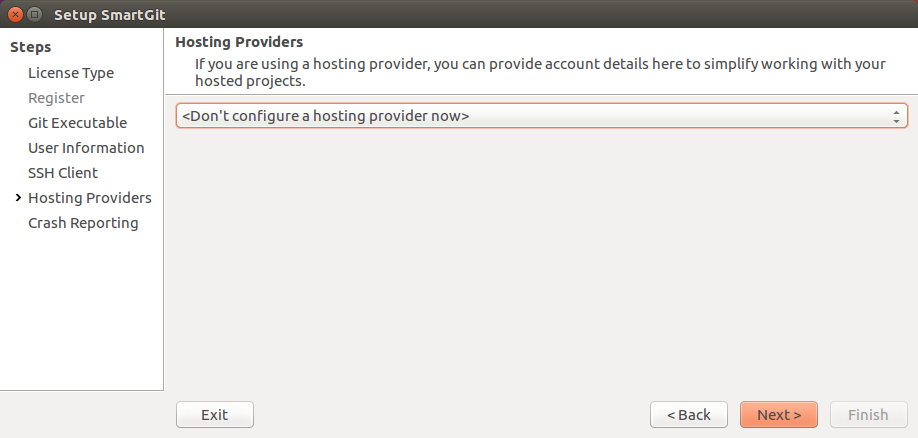 Setup SmartGit
Steps
License Type
Register
Git Executable
User Information
SSH Client
Hosting Providers
Crash Reporting
Hosting Providers
If you are using a hosting provider, you can provide account details here to simplify working with your
hosted projects.
<Don't configure a hosting provider now>
Exit
< Back
Next >
Finish